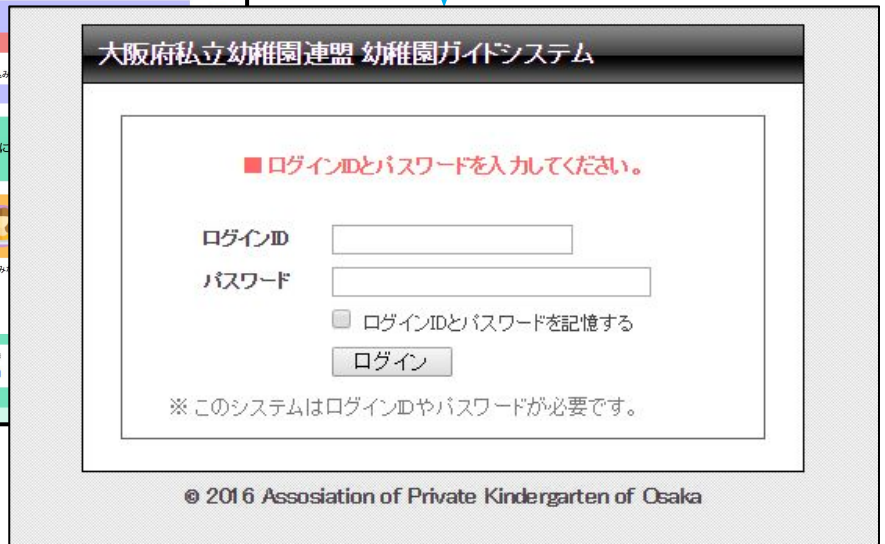 大阪府私立幼稚園連盟 幼稚園ガイドシステム
■ ログインIDとパスワードを入力してください。
ログインID
パスワード
ログインIDとパスワードを記憶する
ログイン
※ このシステムはログインIDやパスワードが必要です。
© 2016 Assosiation of Private Kindergarten of Osaka